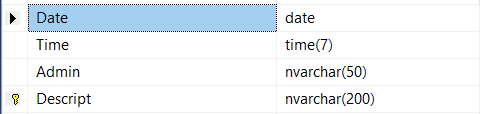 Date date
Time time(7)
Admin nvarchar(50)
Descript nvarchar(200)